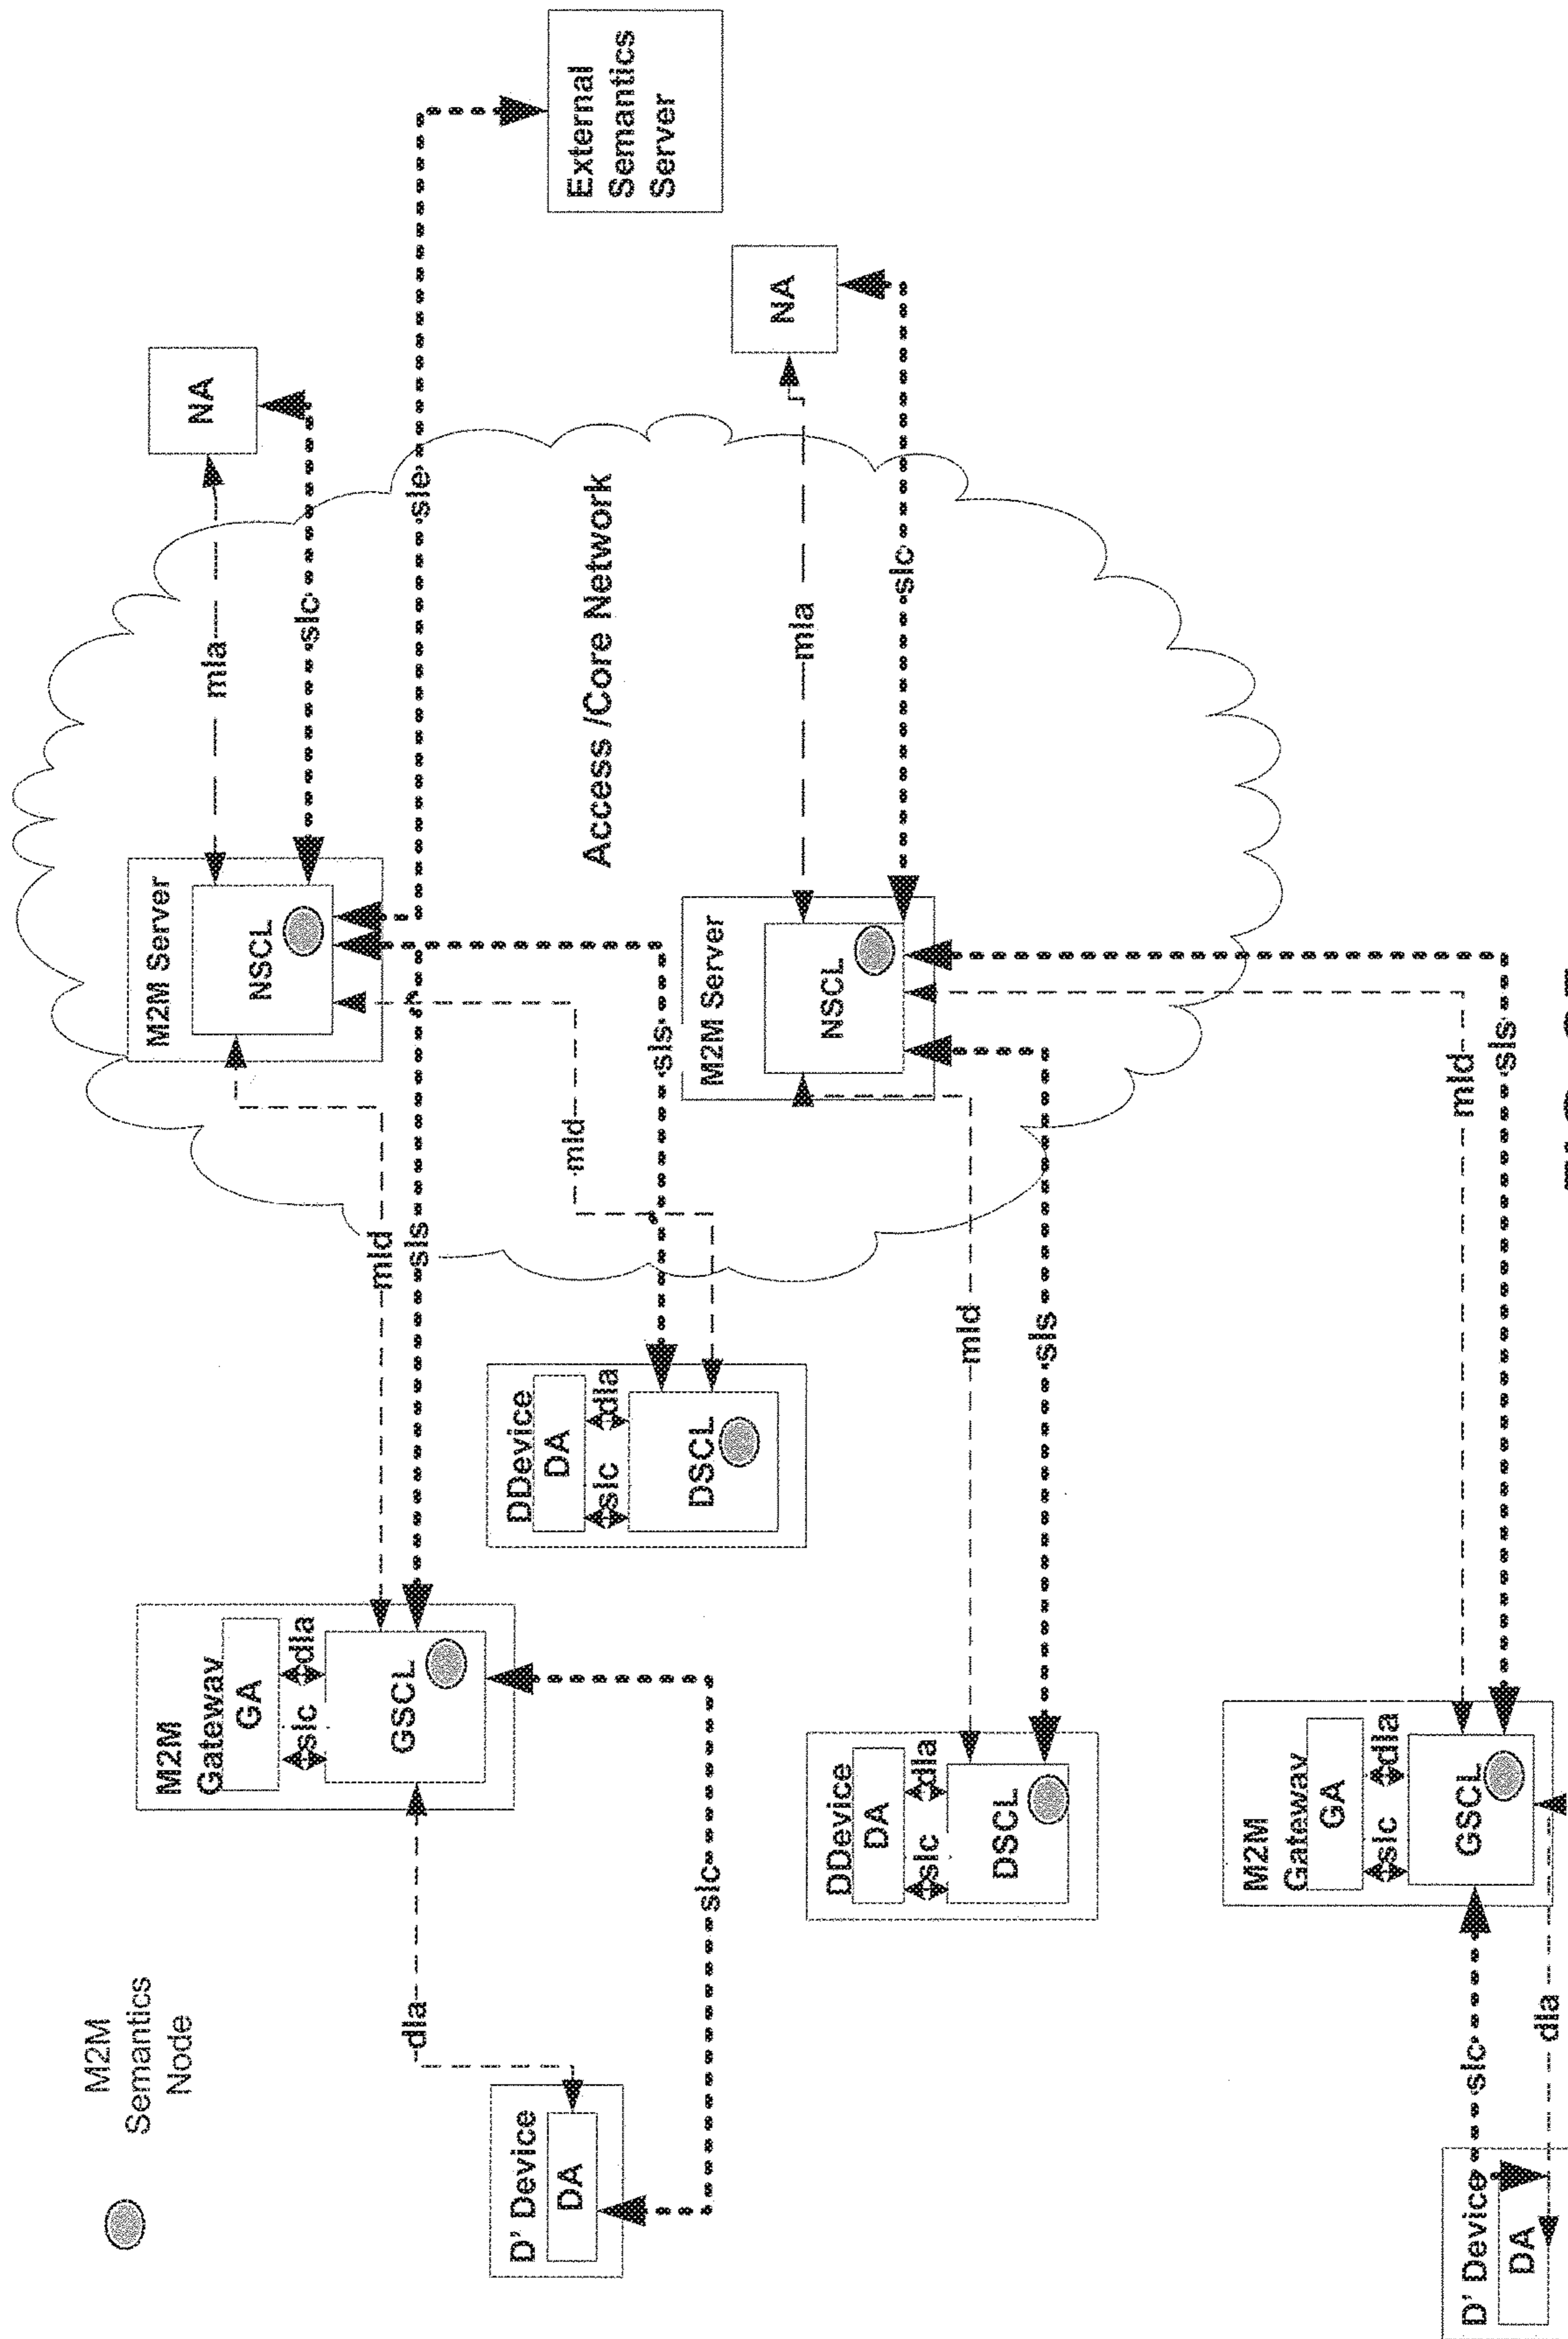 M2M
Semantics
Node
M2M
Gateway
GA
slc
dla
GSCL
M2M Server
NSCL
mla
NA
slc
mld
sls
sle
dla
D' Device
DA
slc
DDevice
DA
slc
dla
DSCL
mld
sls
Access /Core Network
External
Semantics
Server
M2M Server
NSCL
mla
NA
slc
DDevice
DA
slc
dla
DSCL
mld
sls
M2M
Gateway
GA
slc
dla
GSCL
mld
sls
D' Device
DA
slc
dla